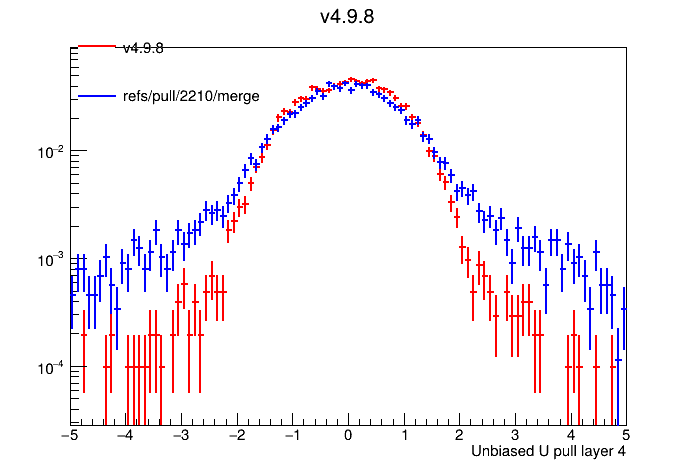 v4.9.8
v4.9.8
refs/pull/2210/merge
10⁻²
10⁻³
10⁻⁴
−5 −4 −3 −2 −1 0 1 2 3 4 5
Unbiased U pull layer 4